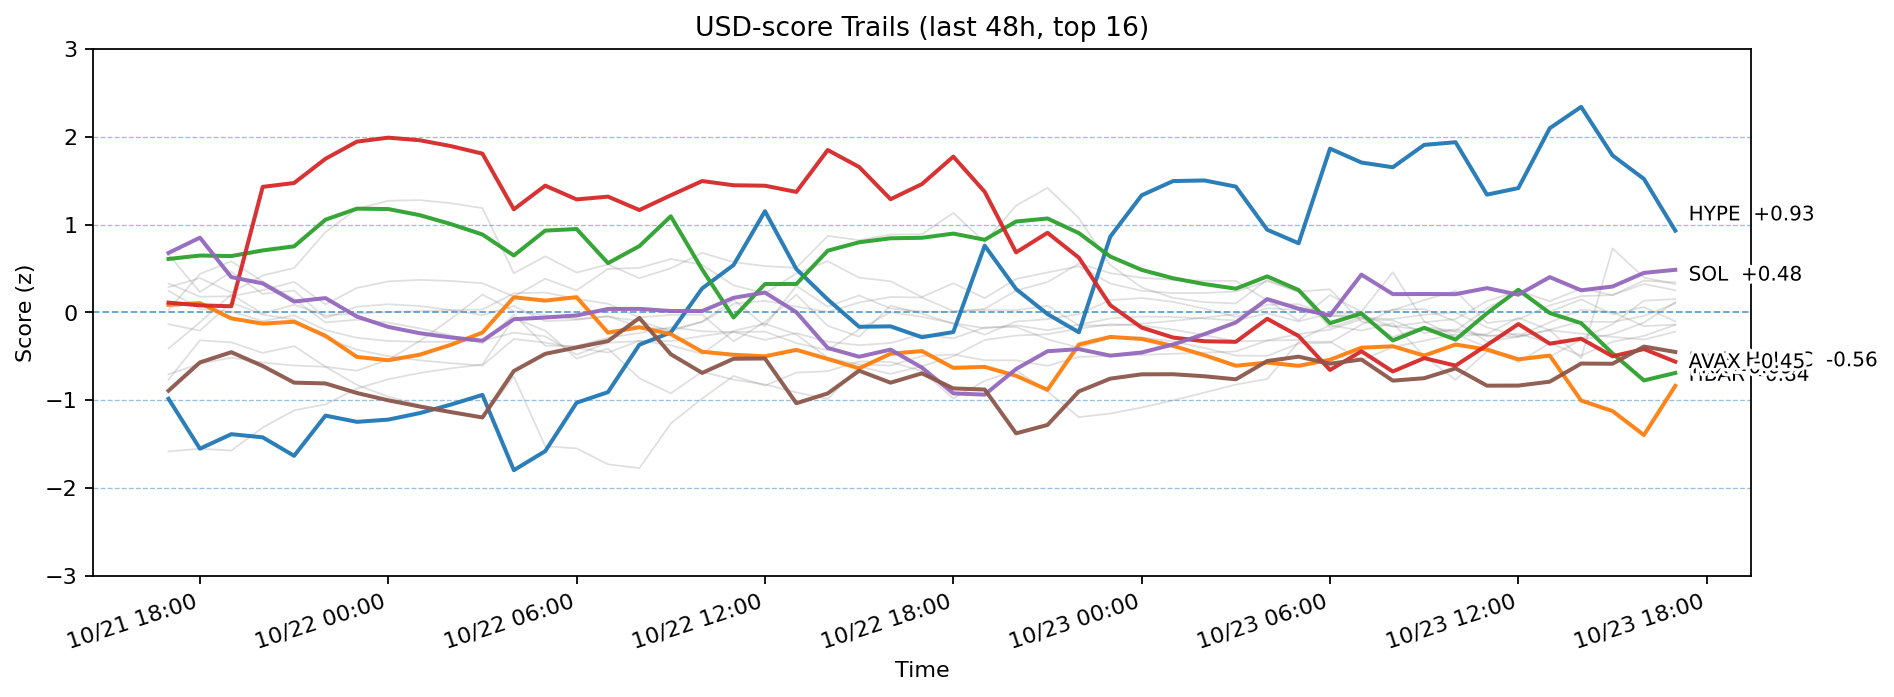 USD-score Trails (last 48h, top 16)
Score (z)
3
2
1
0
−1
−2
−3
HYPE +0.93
SOL +0.48
AVAX -0.45
-0.56
10/21 18:00
10/22 00:00
10/22 06:00
10/22 12:00
10/22 18:00
10/23 00:00
10/23 06:00
10/23 12:00
10/23 18:00
Time